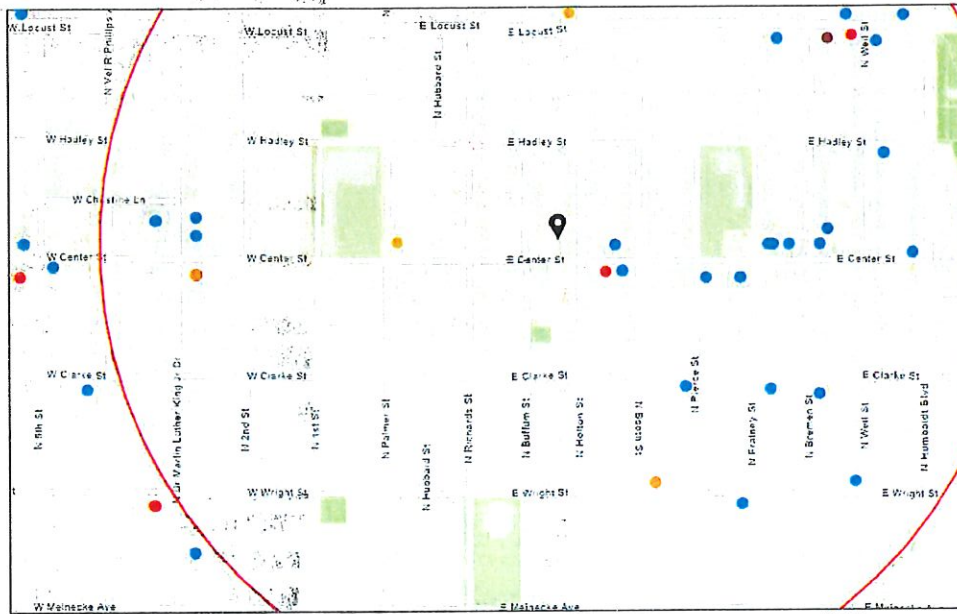 W Locust St
W Locust St
E Locust St
E Locust St
N Vel R Phillips
N Hubbard St
N Weil St
W Hadley St
W Hadley St
E Hadley St
E Hadley St
W Christine Ln
W Center St
E Center St
E Center St
W Clarke St
W Clarke St
E Clarke St
E Clarke St
N 5th St
N Dr Martin Luther King Jr Dr
N 2nd St
N 1st St
N Palmer St
N Hubbard St
N Richards St
N Buffum St
N Holton St
N Booth St
N Pierce St
N Fratney St
N Bremen St
N Weil St
N Humboldt Blvd
W Wright St
E Wright St
E Wright St
W Meinecke Ave
E Meinecke Ave